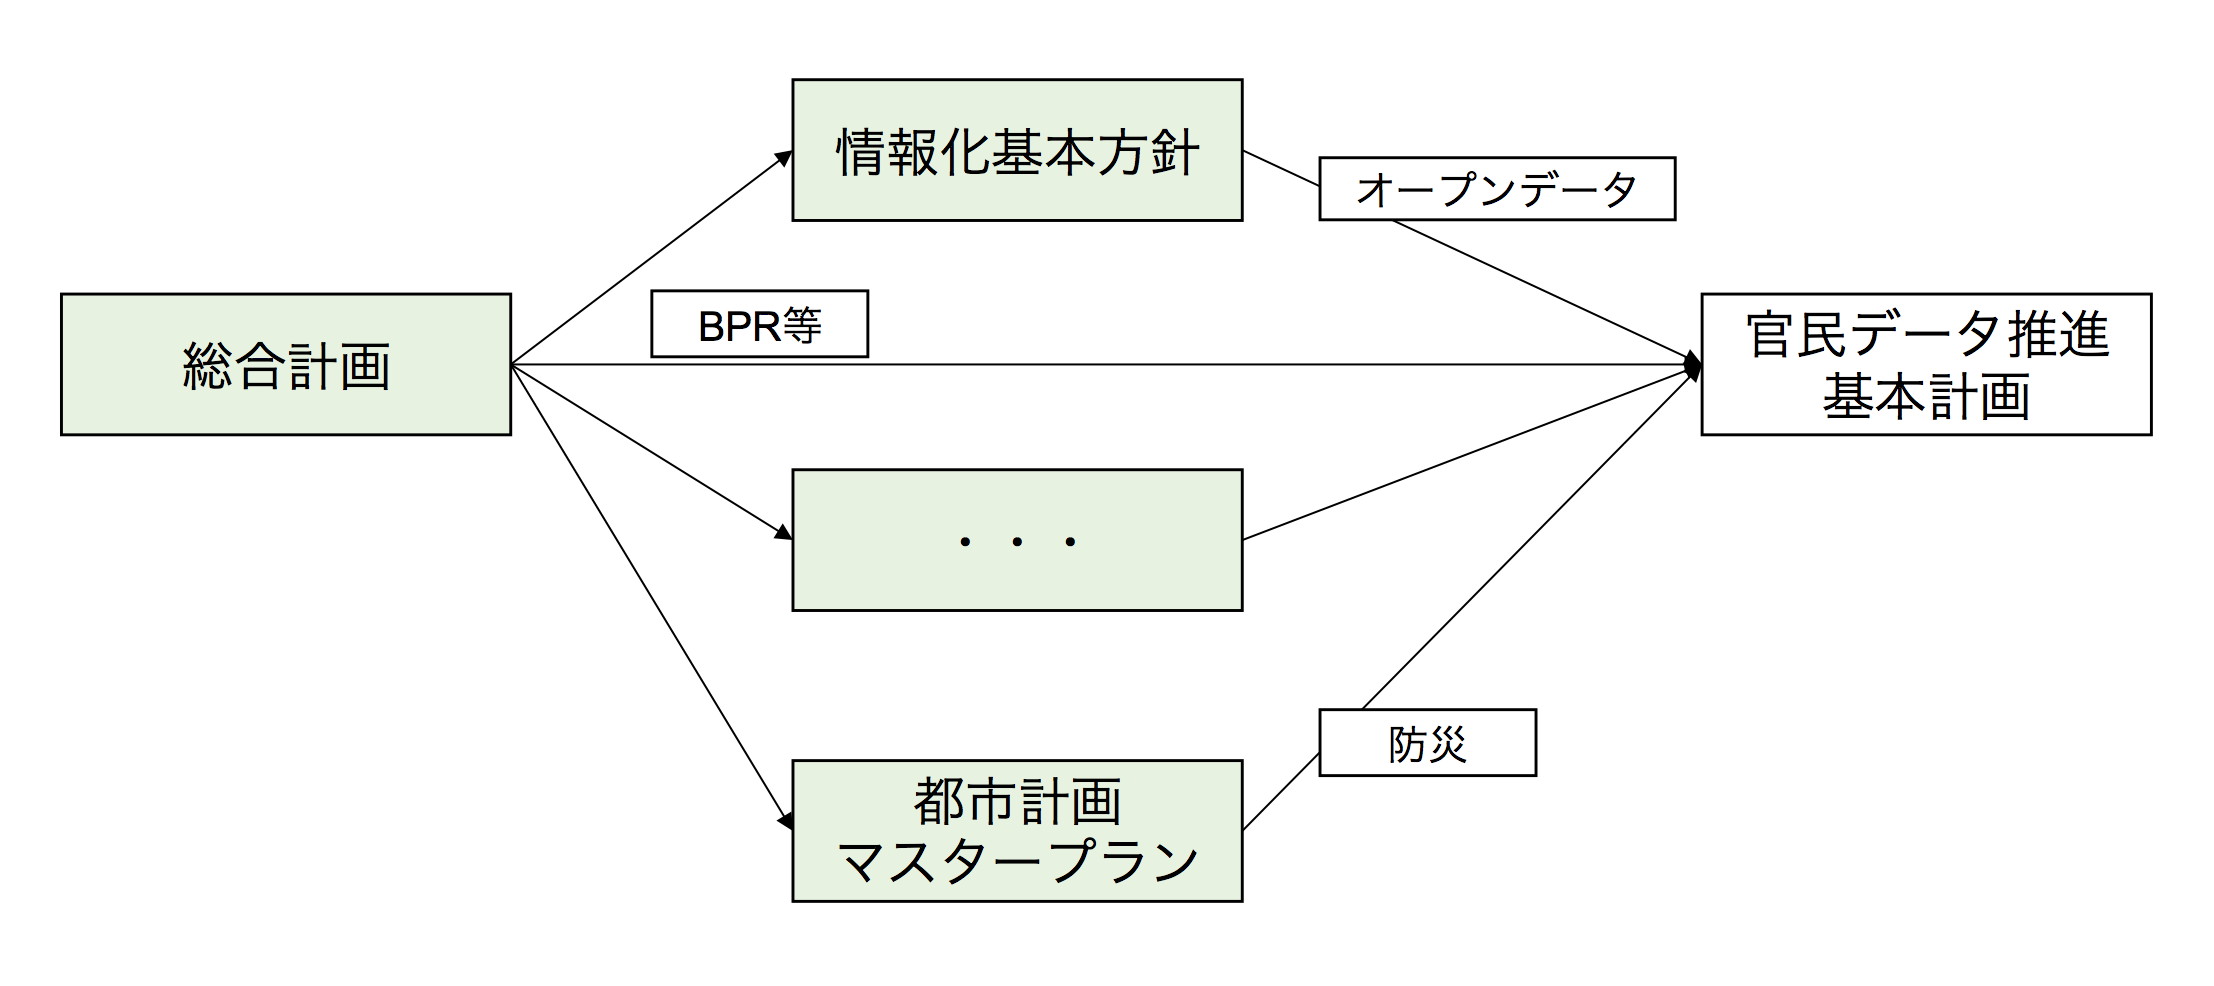 情報化基本方針
オープンデータ
BPR等
総合計画
官民データ推進
基本計画
・・・
防災
都市計画
マスタープラン